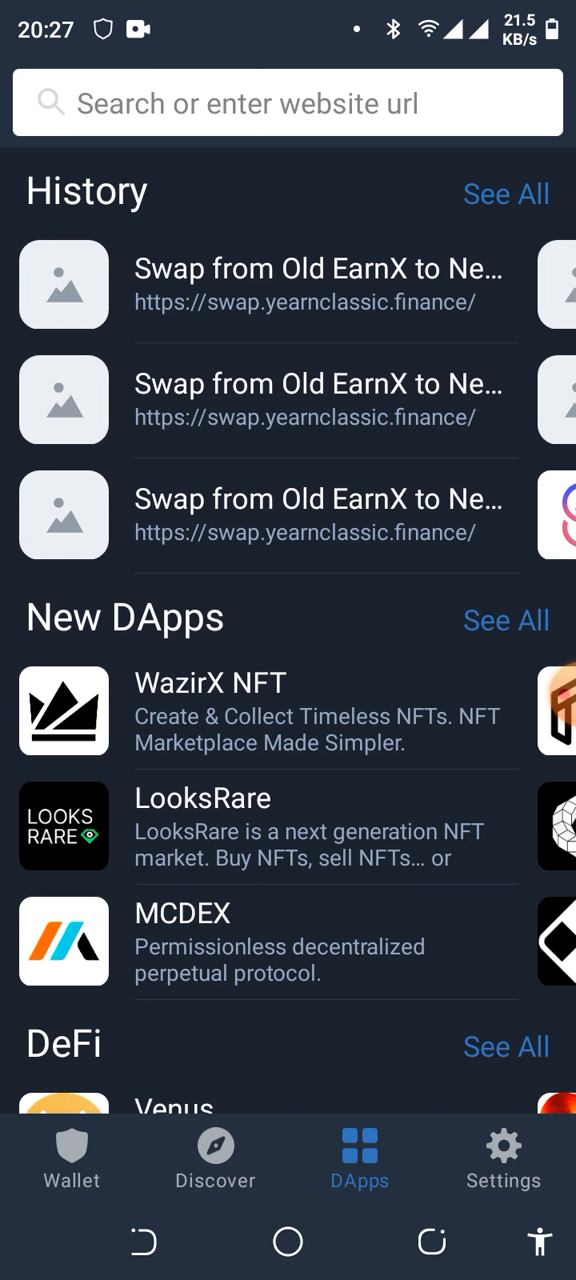 20:27
21.5
KB/s
Search or enter website url
History
See All
Swap from Old EarnX to Ne...
https://swap.yearnclassic.finance/
Swap from Old EarnX to Ne...
https://swap.yearnclassic.finance/
Swap from Old EarnX to Ne...
https://swap.yearnclassic.finance/
New DApps
See All
WazirX NFT
Create & Collect Timeless NFTs. NFT
Marketplace Made Simpler.
LOOKS
RARE
LooksRare
LooksRare is a next generation NFT
market. Buy NFTs, sell NFTs... or
MCDEX
Permissionless decentralized
perpetual protocol.
DeFi
See All
Venus
Wallet
Discover
DApps
Settings